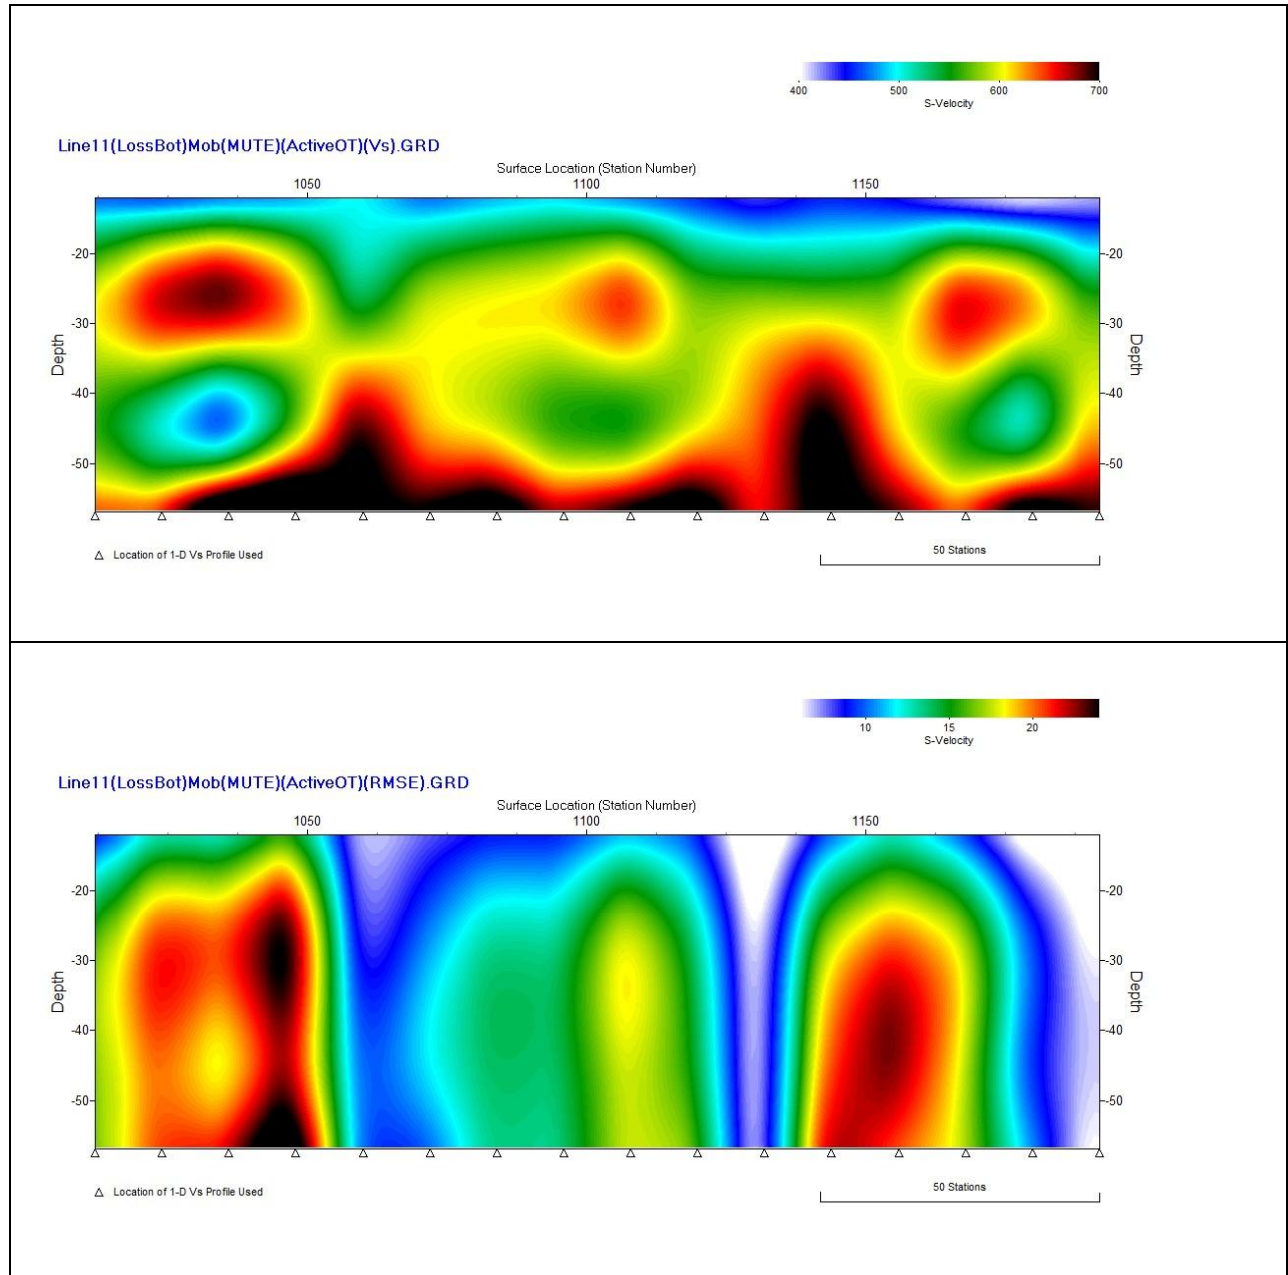 400 500 600 700
S-Velocity
Line11(LossBot)Mob(MUTE)(ActiveOT)(Vs).GRD
Surface Location (Station Number)
1050 1100 1150
-20 -20
-30 -30
Depth Depth
-40 -40
-50 -50
Location of 1-D Vs Profile Used
50 Stations
10 15 20
S-Velocity
Line11(LossBot)Mob(MUTE)(ActiveOT)(RMSE).GRD
Surface Location (Station Number)
1050 1100 1150
-20 -20
-30 -30
Depth Depth
-40 -40
-50 -50
Location of 1-D Vs Profile Used
50 Stations